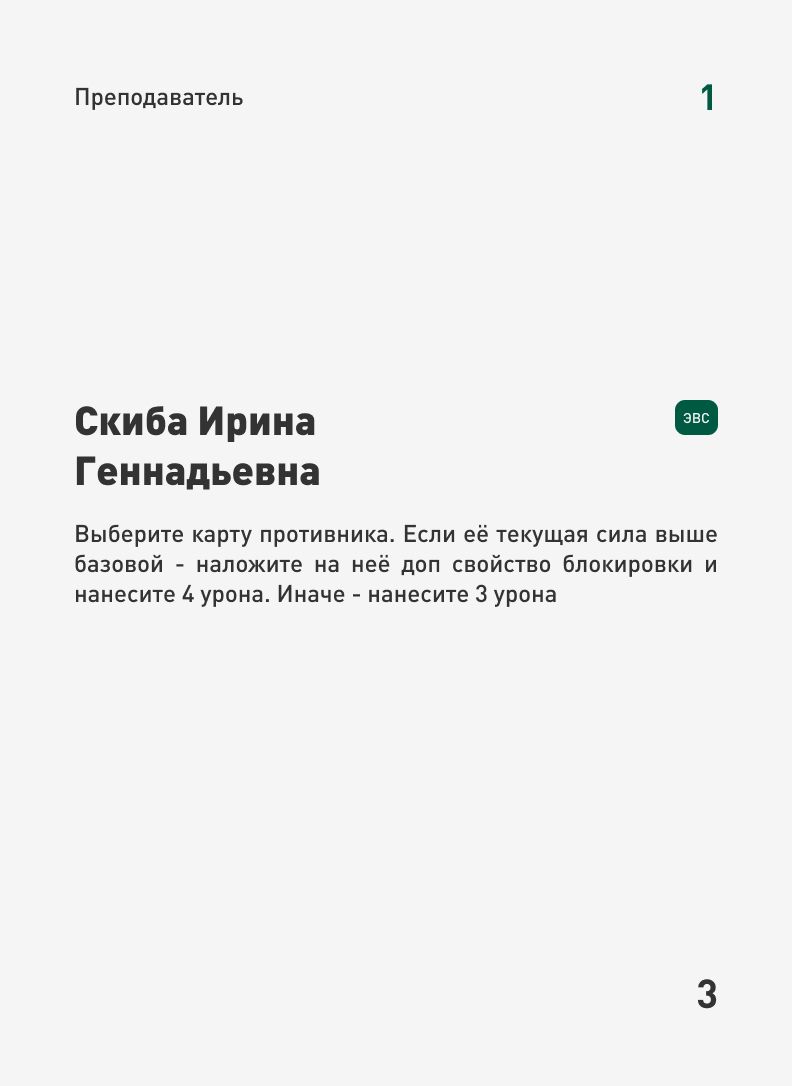 Преподаватель 1
Скиба Ирина
Геннадьевна
ЭВС
Выберите карту противника. Если её текущая сила выше
базовой - наложите на неё доп свойство блокировки и
нанесите 4 урона. Иначе - нанесите 3 урона
3